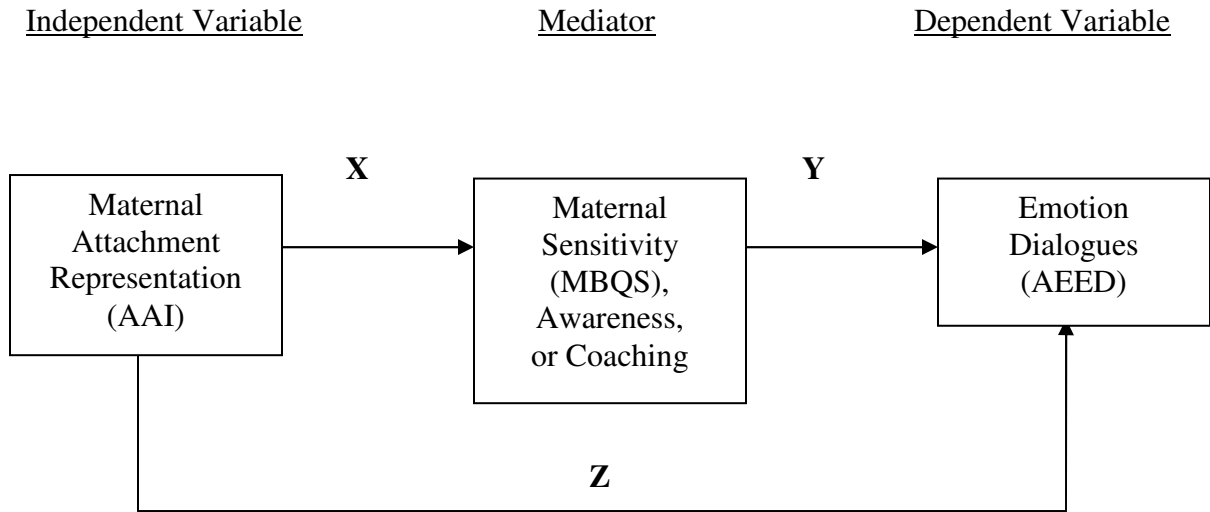 Independent Variable
Mediator
Dependent Variable
X
Y
Maternal
Attachment
Representation
(AAI)
Maternal
Sensitivity
(MBQS),
Awareness,
or Coaching
Emotion
Dialogues
(AEED)
Z